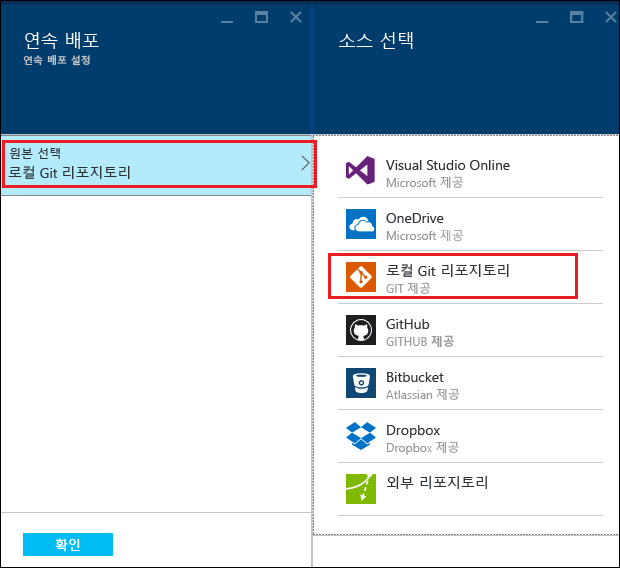 연속 배포
연속 배포 설정
원본 선택
로컬 Git 리포지토리
확인
소스 선택
Visual Studio Online
Microsoft 제공
OneDrive
Microsoft 제공
로컬 Git 리포지토리
GIT 제공
GitHub
GITHUB 제공
Bitbucket
Atlassian 제공
Dropbox
Dropbox 제공
외부 리포지토리